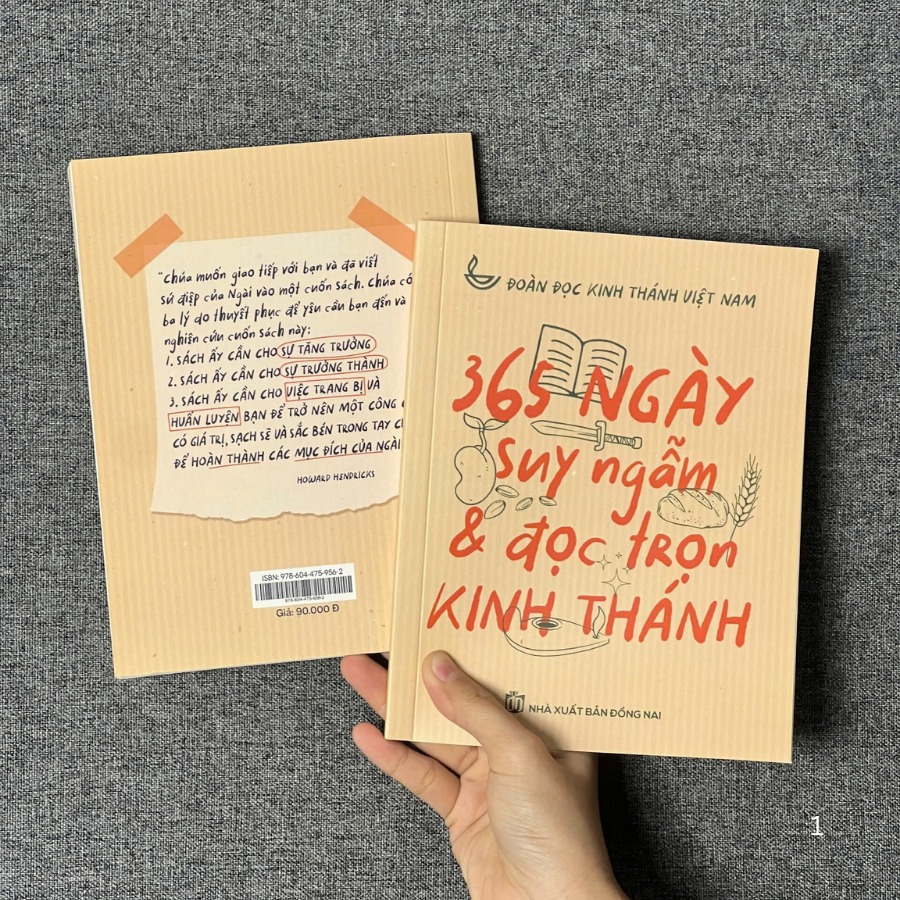 "Chúa muốn giao tiếp với bạn và đã viết
sứ điệp của Ngài vào một cuốn sách. Chúa có
ba lý do thuyết phục để yêu cầu bạn đến và
nghiên cứu cuốn sách này:
1. SÁCH ẤY CẦN CHO SỰ TĂNG TRƯỞNG
2. SÁCH ẤY CẦN CHO SỰ TRƯỞNG THÀNH
3. SÁCH ẤY CẦN CHO VIỆC TRANG BỊ VÀ
HUẤN LUYỆN BẠN ĐỂ TRỞ NÊN MỘT CÔNG
CÓ GIÁ TRỊ, SẠCH SẼ VÀ SẮC BÉN TRONG TAY
ĐỂ HOÀN THÀNH CÁC MỤC ĐÍCH CỦA NGÀI
HOWARD HENDRICKS
ISBN: 978-604-475-956-2
978-604-475-956-2
Giá: 90.000 Đ
ĐOÀN ĐỌC KINH THÁNH VIỆT NAM
365 NGÀY
suy ngẫm
& đọc trọn
KINH THÁNH
NHÀ XUẤT BẢN ĐỒNG NAI
1